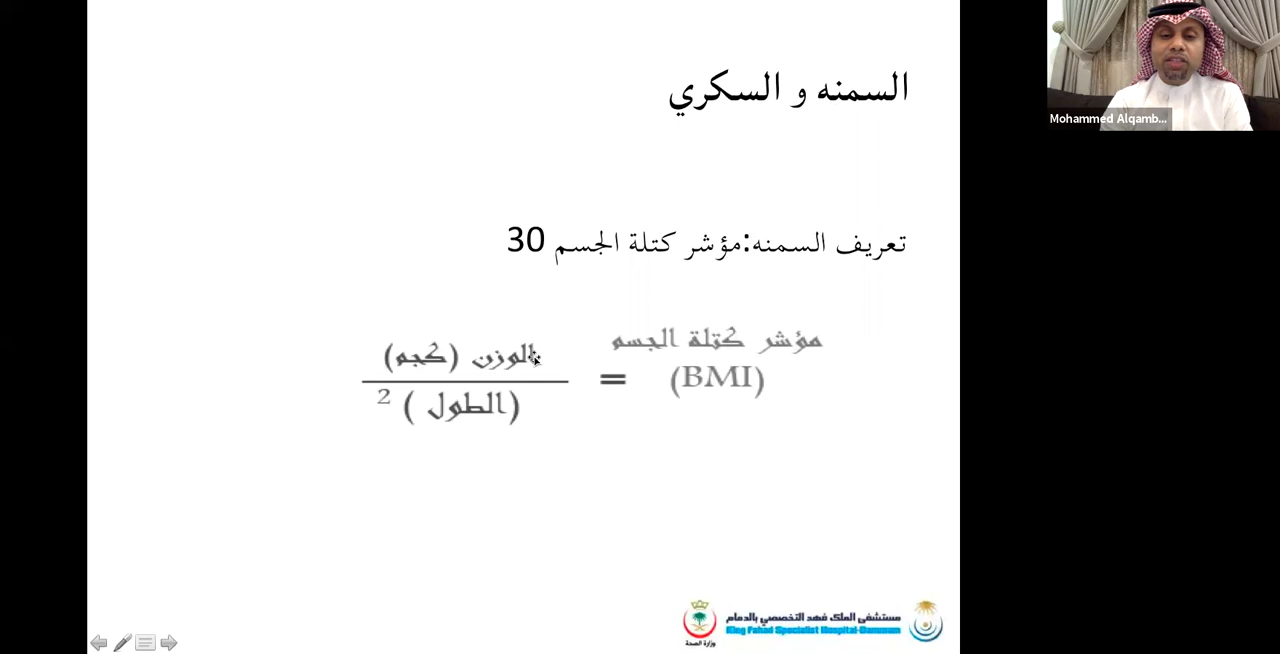 السمنه و السكري
تعريف السمنه:مؤشر كتلة الجسم 30
مؤشر كتلة الجسم
(BMI)
=
الوزن (كجم)
(الطول ) 2
مستشفى الملك فهد التخصصي بالدمام
King Fahad Specialist Hospital-Dammam
وزارة الصحة
Mohammed Alqamb...